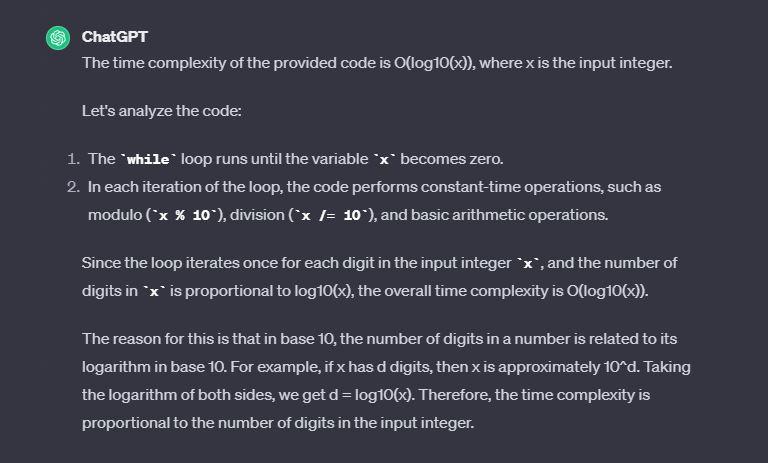 ChatGPT
The time complexity of the provided code is O(log10(x)), where x is the input integer.
Let's analyze the code:
1. The `while` loop runs until the variable `x` becomes zero.
2. In each iteration of the loop, the code performs constant-time operations, such as
modulo (`x % 10`), division (`x /= 10`), and basic arithmetic operations.
Since the loop iterates once for each digit in the input integer `x`, and the number of
digits in `x` is proportional to log10(x), the overall time complexity is O(log10(x)).
The reason for this is that in base 10, the number of digits in a number is related to its
logarithm in base 10. For example, if x has d digits, then x is approximately 10^d. Taking
the logarithm of both sides, we get d = log10(x). Therefore, the time complexity is
proportional to the number of digits in the input integer.